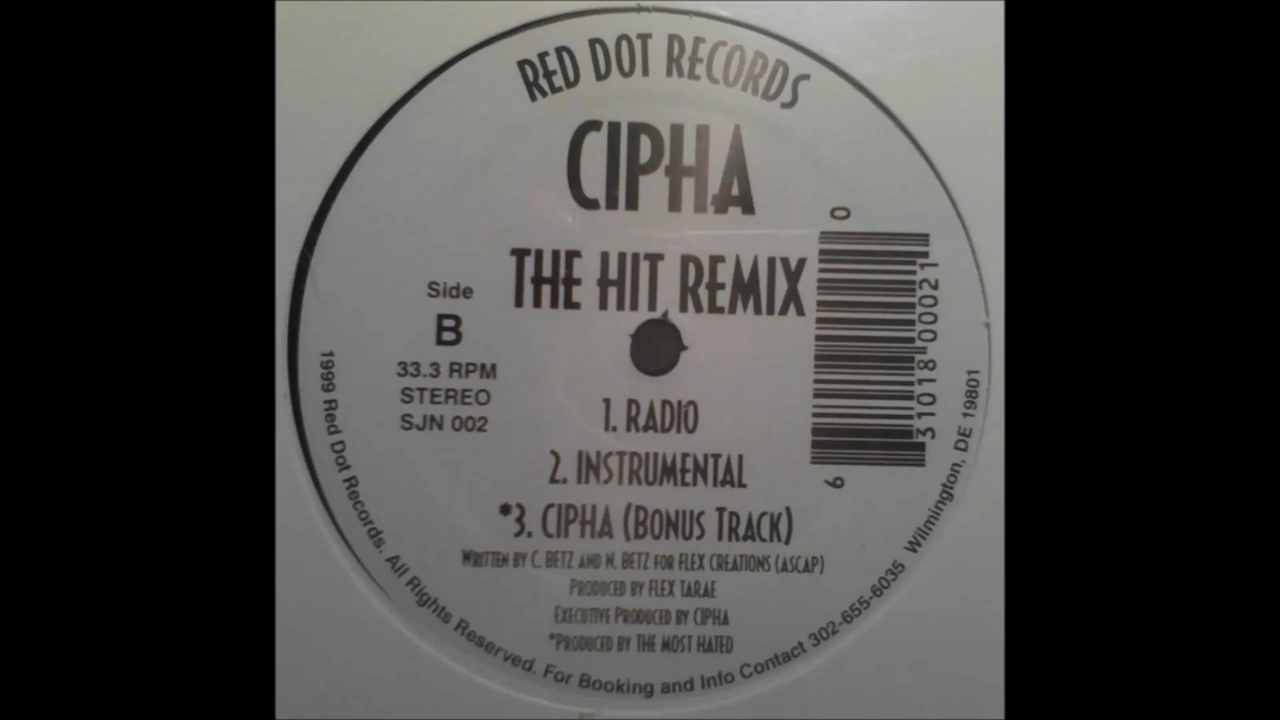 RED DOT RECORDS
CIPHA
THE HIT REMIX
Side
B
33.3 RPM
STEREO
SJN 002
0
31018 00021
6
1. RADIO
2. INSTRUMENTAL
*3. CIPHA (BONUS TRACK)
WRITTEN BY C. BETZ AND N. BETZ FOR FLEX CREATIONS (ASCAP)
PRODUCED BY FLEX TARAE
EXECUTIVE PRODUCED BY CIPHA
*PRODUCED BY THE MOST HATED
1999 Red Dot Records. All Rights Reserved. For Booking and Info Contact 302-655-6035 Wilmington, DE 19801